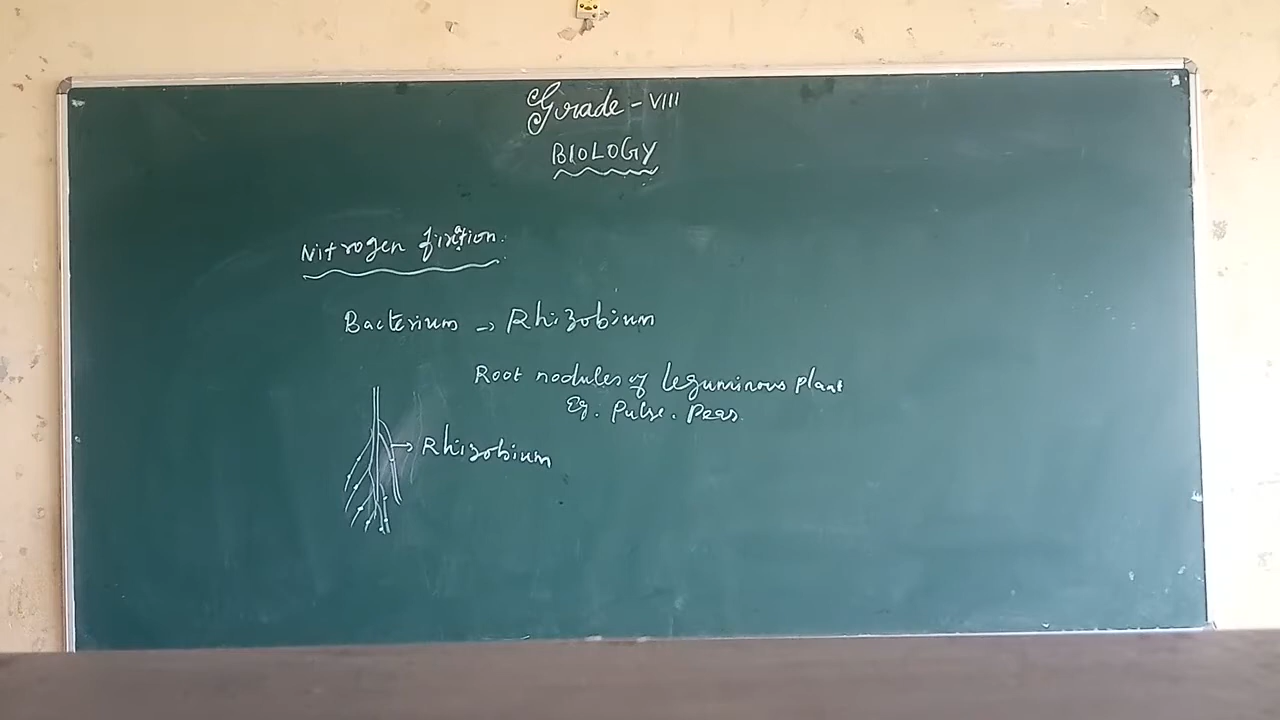 Grade - VIII
BIOLOGY
Nitrogen fixation.
Bacterium → Rhizobium
Root nodules of leguminous plant
Eg. Pulse. Peas
→ Rhizobium